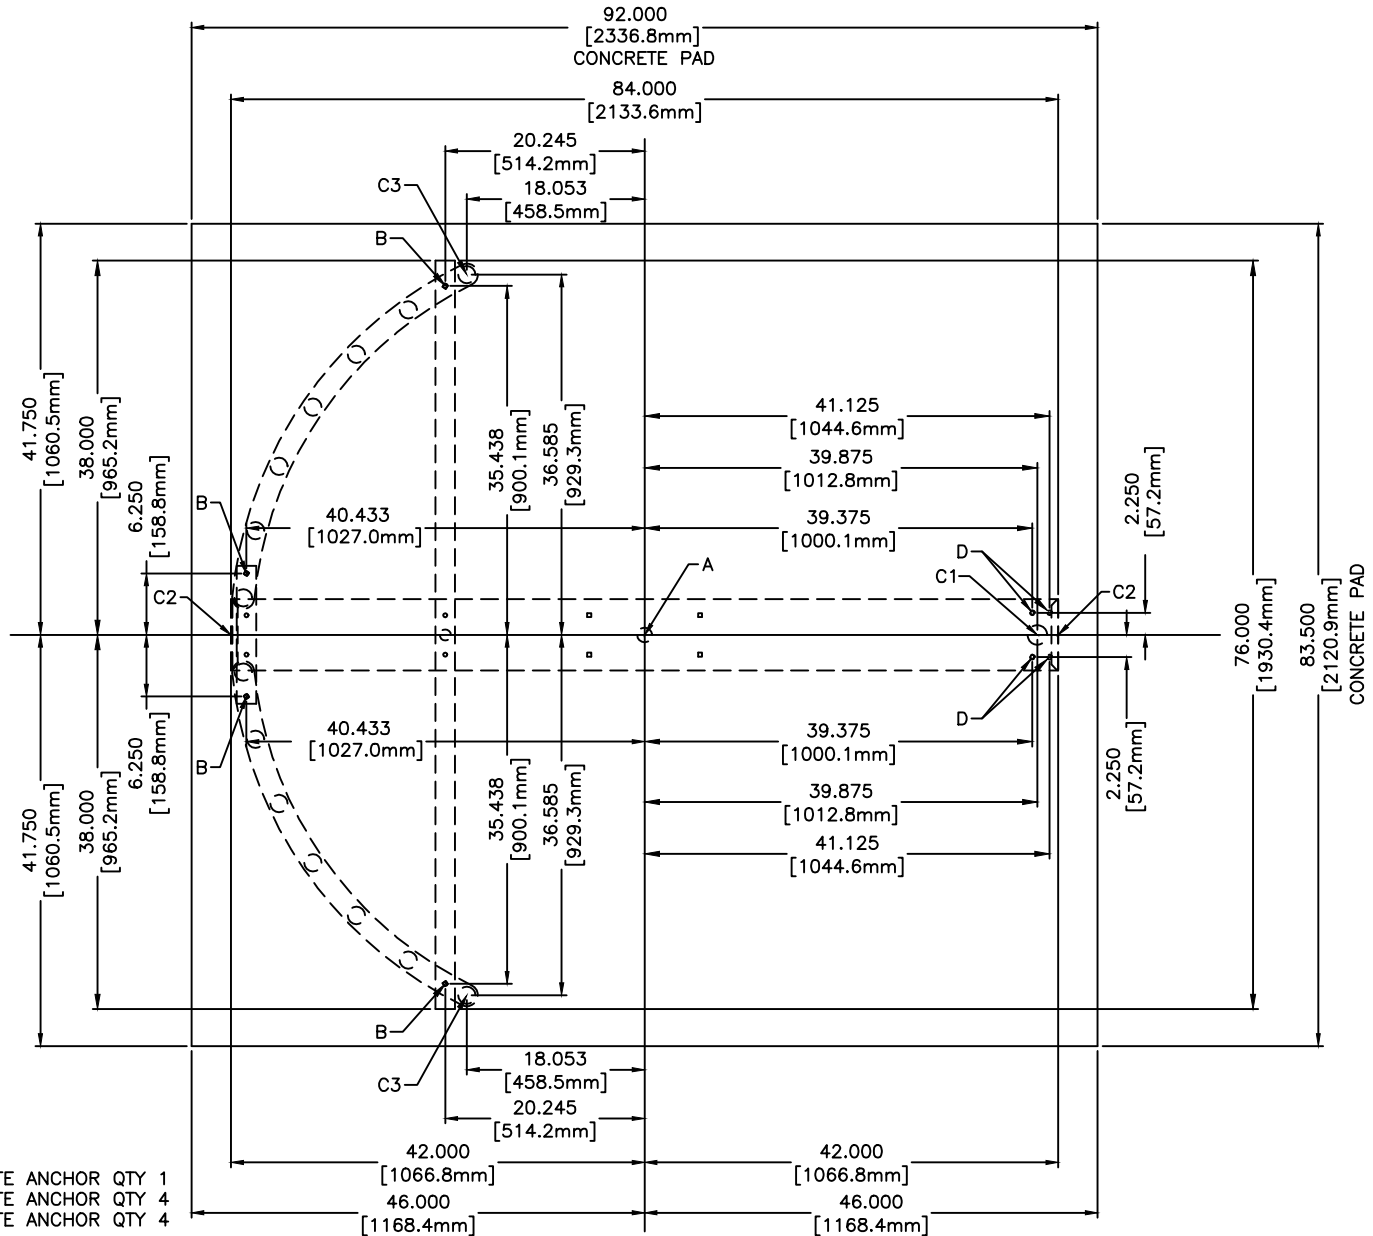 92.000
[2336.8mm]
CONCRETE PAD
84.000
[2133.6mm]
20.245
[514.2mm]
C3
18.053
[458.5mm]
B
41.750
[1060.5mm]
38.000
[965.2mm]
6.250
[158.8mm]
35.438
[900.1mm]
36.585
[929.3mm]
41.125
[1044.6mm]
39.875
[1012.8mm]
2.250
[57.2mm]
B
40.433
[1027.0mm]
39.375
[1000.1mm]
D
A
C1
C2
C2
76.000
[1930.4mm]
83.500
[2120.9mm]
CONCRETE PAD
D
40.433
[1027.0mm]
39.375
[1000.1mm]
B
6.250
[158.8mm]
38.000
[965.2mm]
41.750
[1060.5mm]
35.438
[900.1mm]
36.585
[929.3mm]
39.875
[1012.8mm]
2.250
[57.2mm]
41.125
[1044.6mm]
B
C3
18.053
[458.5mm]
20.245
[514.2mm]
42.000
[1066.8mm]
42.000
[1066.8mm]
46.000
[1168.4mm]
46.000
[1168.4mm]
TE ANCHOR QTY 1
TE ANCHOR QTY 4
TE ANCHOR QTY 4